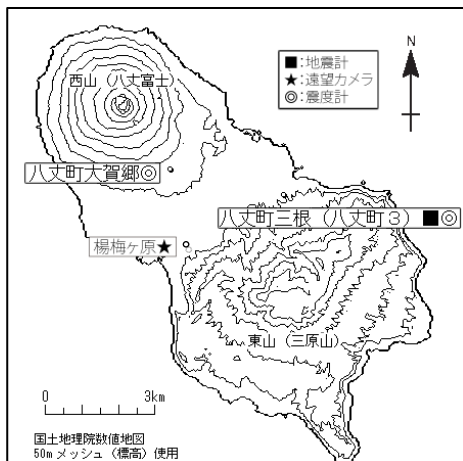 西山（八丈富士）
■:地震計
★:遠望カメラ
◎:震度計
N
八丈町大賀郷◎
八丈町三根（八丈町３）■◎
楊梅ヶ原★
東山（三原山）
0 3km
国土地理院数値地図
50mメッシュ（標高）使用